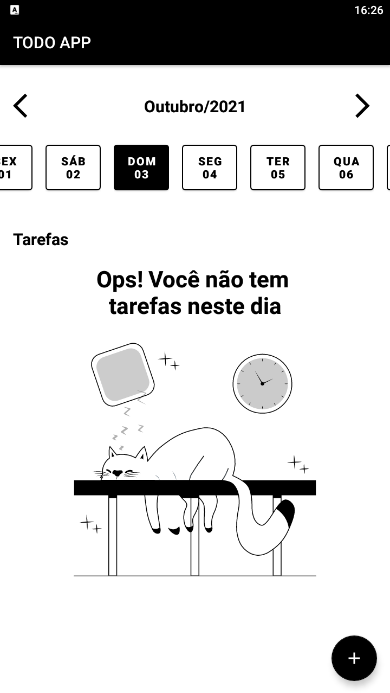 A
16:26
TODO APP
Outubro/2021
EX SÁB DOM SEG TER QUA
01 02 03 04 05 06
Tarefas
Ops! Você não tem
tarefas neste dia
z
z
z
z
z
+